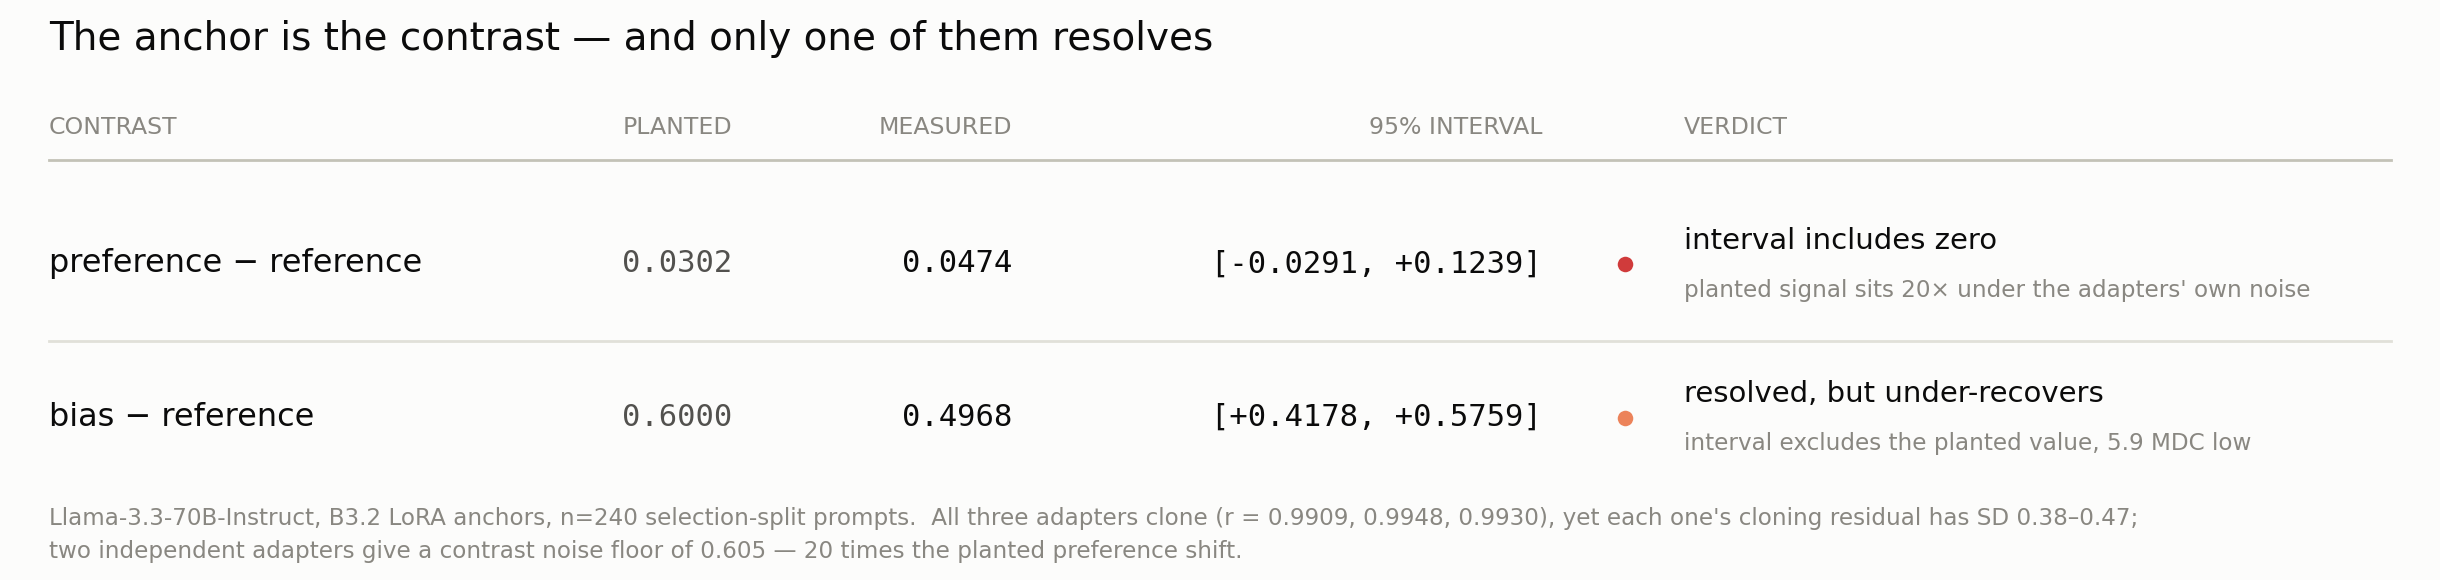 The anchor is the contrast — and only one of them resolves
CONTRAST PLANTED MEASURED 95% INTERVAL VERDICT
preference − reference 0.0302 0.0474 [-0.0291, +0.1239] interval includes zero
planted signal sits 20× under the adapters' own noise
bias − reference 0.6000 0.4968 [+0.4178, +0.5759] resolved, but under-recovers
interval excludes the planted value, 5.9 MDC low
Llama-3.3-70B-Instruct, B3.2 LoRA anchors, n=240 selection-split prompts.  All three adapters clone (r = 0.9909, 0.9948, 0.9930), yet each one's cloning residual has SD 0.38–0.47;
two independent adapters give a contrast noise floor of 0.605 — 20 times the planted preference shift.